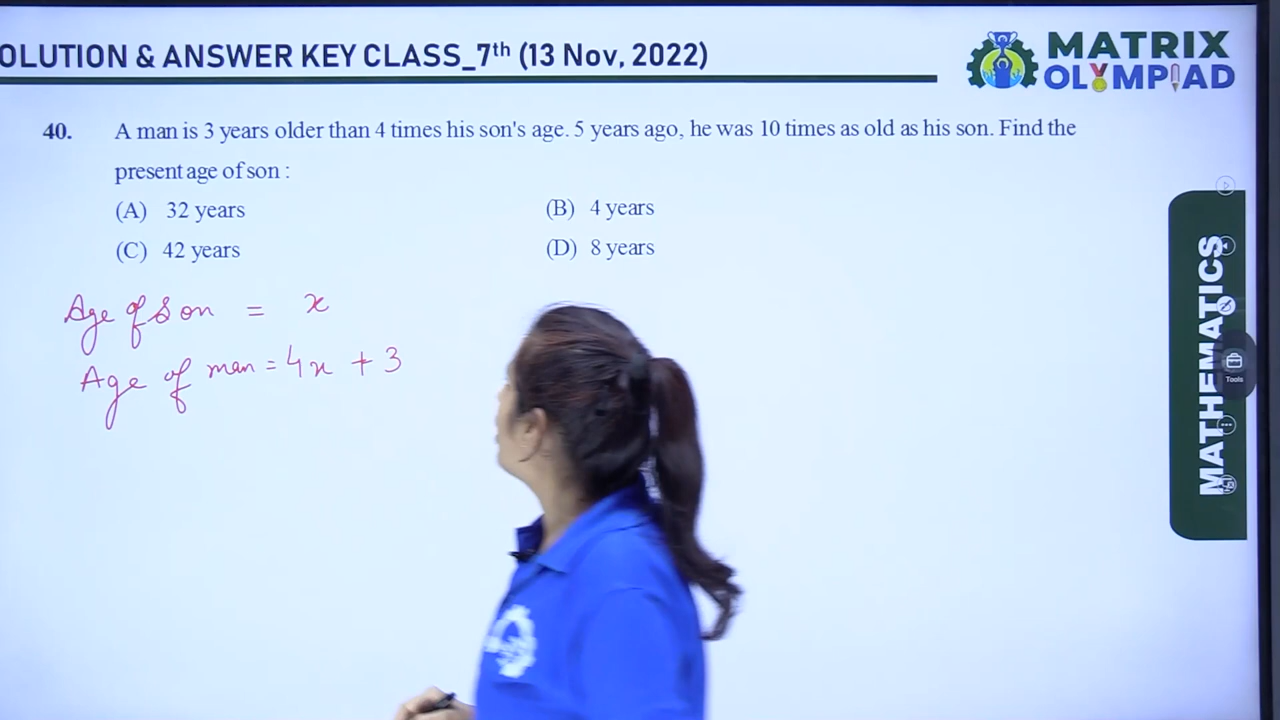 OLUTION & ANSWER KEY CLASS_7th (13 Nov, 2022)
MATRIX
OLYMPIAD
40. A man is 3 years older than 4 times his son's age. 5 years ago, he was 10 times as old as his son. Find the
present age of son :
(A) 32 years (B) 4 years
(C) 42 years (D) 8 years
Age of Son = x
Age of man = 4x + 3
MATHEMATICS
Tools